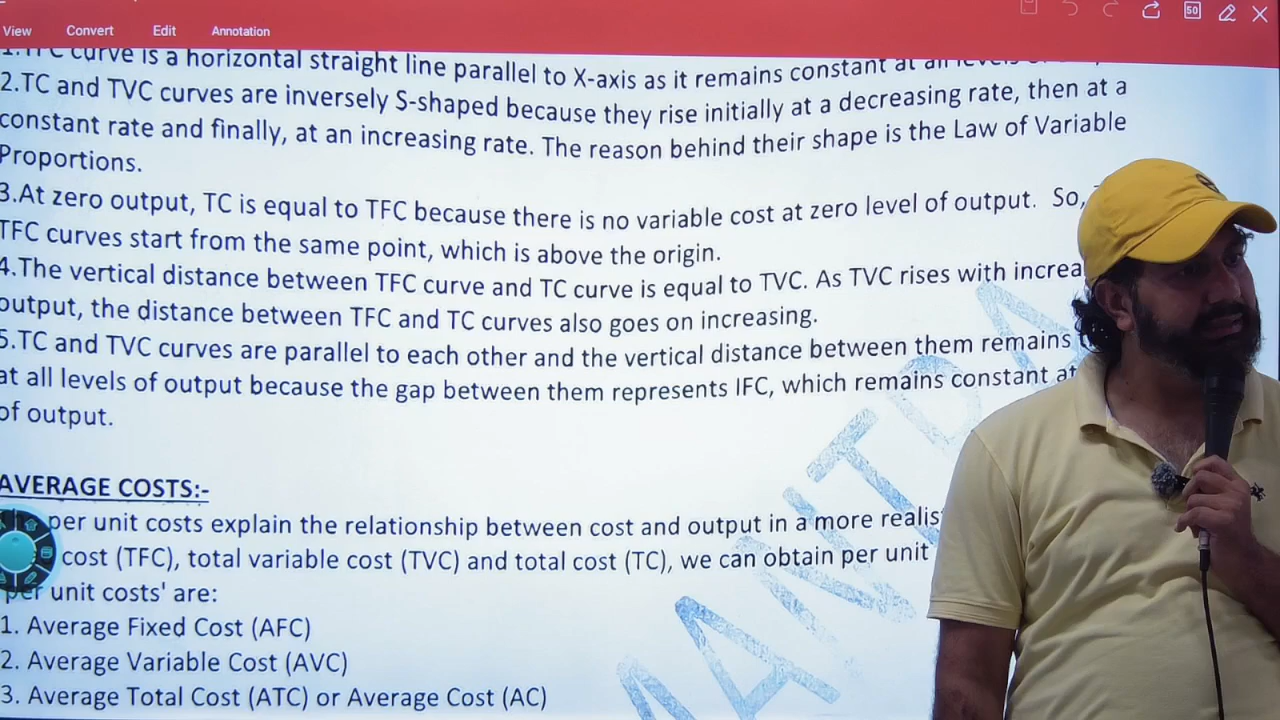 View Convert Edit Annotation
50
1.TFC curve is a horizontal straight line parallel to X-axis as it remains constant at all levels
2.TC and TVC curves are inversely S-shaped because they rise initially at a decreasing rate, then at a
constant rate and finally, at an increasing rate. The reason behind their shape is the Law of Variable
Proportions.
3.At zero output, TC is equal to TFC because there is no variable cost at zero level of output. So,
TFC curves start from the same point, which is above the origin.
4.The vertical distance between TFC curve and TC curve is equal to TVC. As TVC rises with increa
output, the distance between TFC and TC curves also goes on increasing.
5.TC and TVC curves are parallel to each other and the vertical distance between them remains
at all levels of output because the gap between them represents IFC, which remains constant at
of output.
AVERAGE COSTS:-
per unit costs explain the relationship between cost and output in a more realis
cost (TFC), total variable cost (TVC) and total cost (TC), we can obtain per unit
per unit costs' are:
1. Average Fixed Cost (AFC)
2. Average Variable Cost (AVC)
3. Average Total Cost (ATC) or Average Cost (AC)